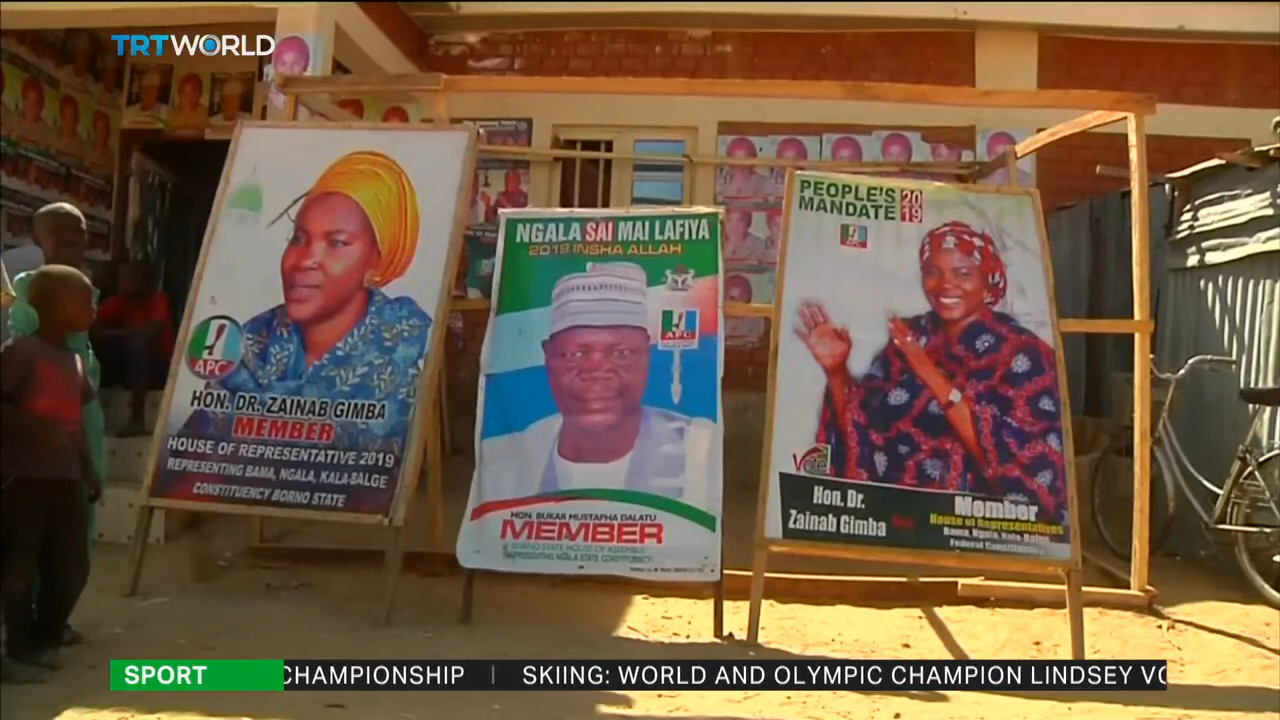 TRTWORLD
APC
HON. DR. ZAINAB GIMBA
MEMBER
HOUSE OF REPRESENTATIVE 2019
REPRESENTING BAMA, NGALA, KALA-BALGE
CONSTITUENCY BORNO STATE
NGALA SAI MAI LAFIYA
2019 INSHA ALLAH
APC
HON. BUKAR MUSTAPHA DALATU
MEMBER
BORNO STATE HOUSE OF ASSEMBLY
REPRESENTING NGALA STATE CONSTITUENCY
PEOPLE'S
MANDATE
2019
Vote
Hon. Dr.
Zainab Gimba
Member
House of Representatives
Bama, Ngala, Kala-Balge
Federal Constituency
SPORT
CHAMPIONSHIP | SKIING: WORLD AND OLYMPIC CHAMPION LINDSEY VO